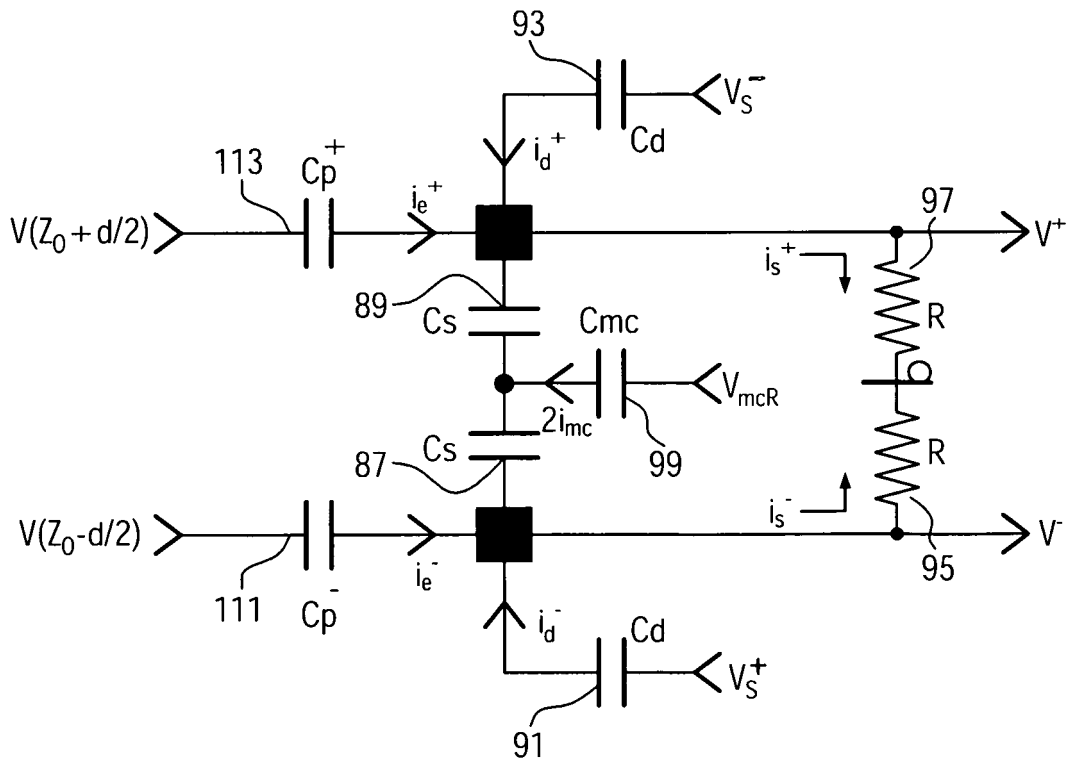 93
V_S^-
Cd
i_d^+
113
Cp^+
i_e^+
97
V(Z_0+d/2)
V^+
i_s^+
89
Cs
Cmc
R
V_mcR
2i_mc
Cs
99
87
R
i_s^-
V(Z_0-d/2)
V^-
i_e^-
95
111
Cp^-
i_d^-
Cd
V_S^+
91